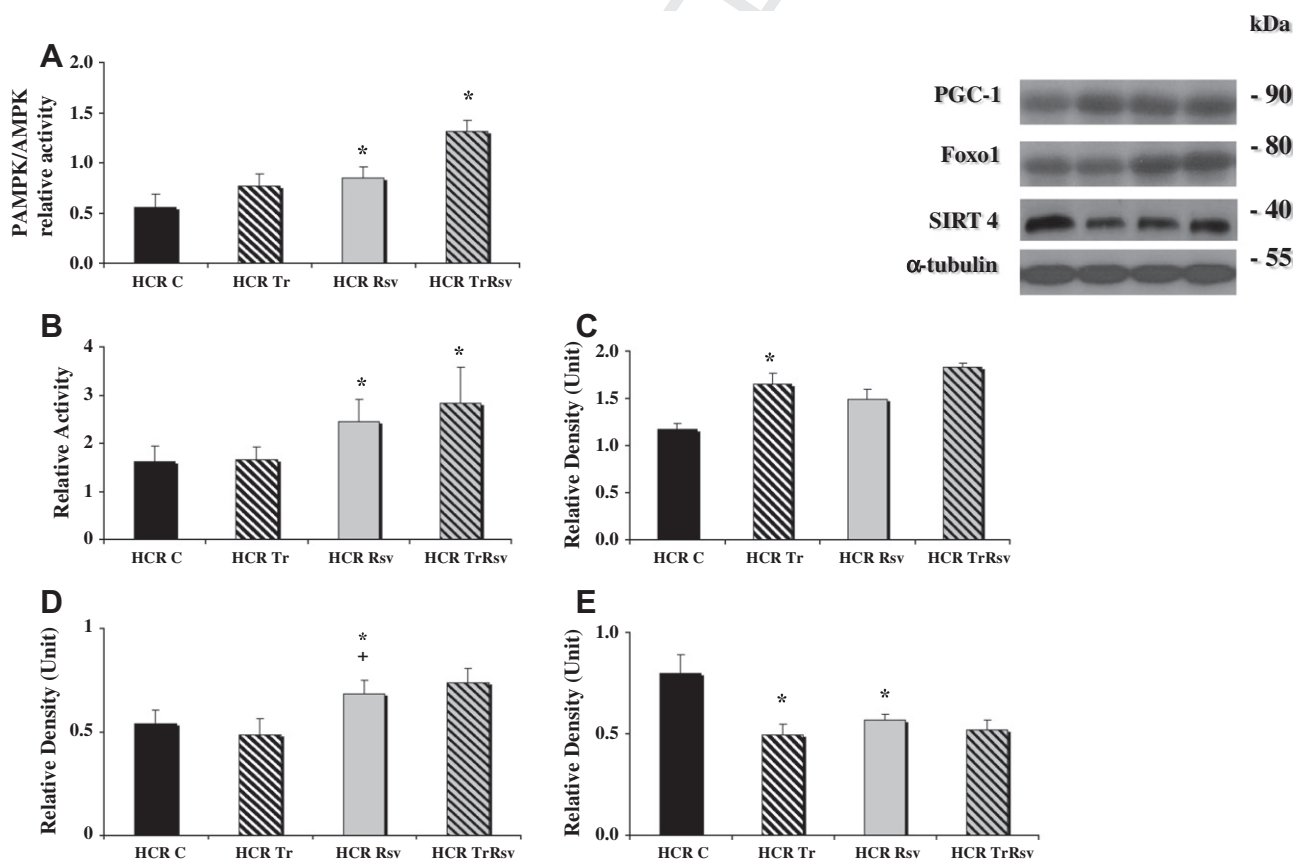 kDa
A
2.0
1.5
1.0
0.5
0.0
PAMPK/AMPK
relative activity
*
*
HCR C
HCR Tr
HCR Rsv
HCR TrRsv
PGC-1
- 90
Foxo1
- 80
SIRT 4
- 40
α-tubulin
- 55
B
4
3
2
1
0
Relative Activity
*
*
HCR C
HCR Tr
HCR Rsv
HCR TrRsv
C
2.0
1.5
1.0
0.5
0.0
Relative Density (Unit)
*
HCR C
HCR Tr
HCR Rsv
HCR TrRsv
D
1
0.5
0
Relative Density (Unit)
*
+
HCR C
HCR Tr
HCR Rsv
HCR TrRsv
E
1.0
0.5
0.0
Relative Density (Unit)
*
*
HCR C
HCR Tr
HCR Rsv
HCR TrRsv